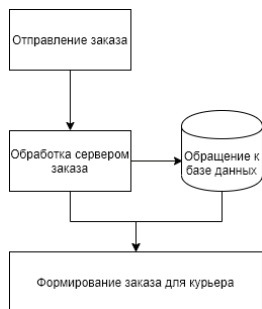 Отправление заказа
Обработка сервером
заказа
Обращение к
базе данных
Формирование заказа для курьера